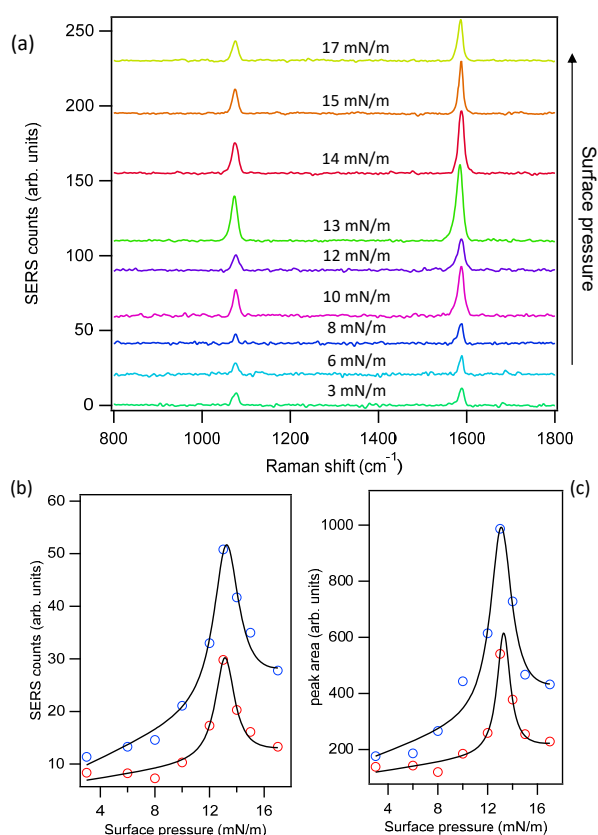 (a)
250
200
150
100
50
0
SERS counts (arb. units)
17 mN/m
15 mN/m
14 mN/m
13 mN/m
12 mN/m
10 mN/m
8 mN/m
6 mN/m
3 mN/m
Surface pressure
800 1000 1200 1400 1600 1800
Raman shift (cm⁻¹)
(b)
60
50
40
30
20
10
SERS counts (arb. units)
4 8 12 16
Surface pressure (mN/m)
(c)
1000
800
600
400
200
peak area (arb. units)
4 8 12 16
Surface pressure (mN/m)